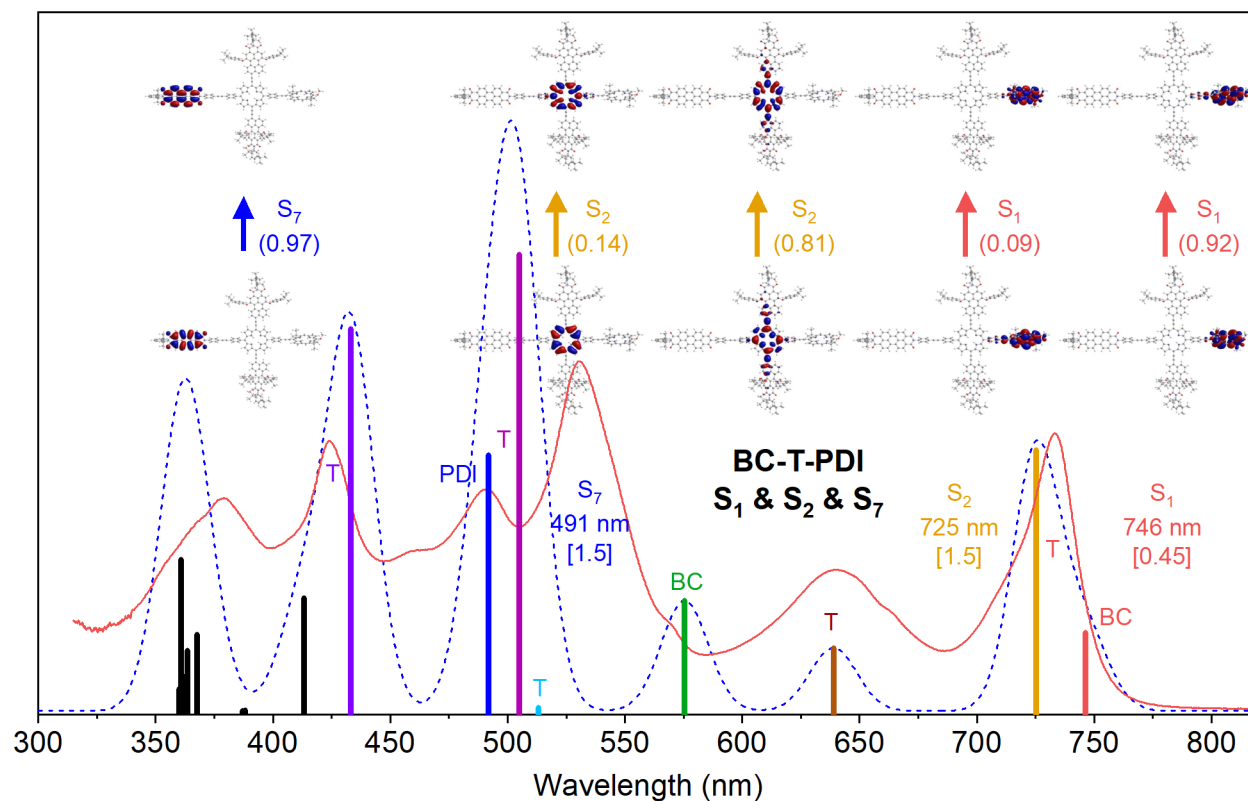 S₇
(0.97)
S₂
(0.14)
S₂
(0.81)
S₁
(0.09)
S₁
(0.92)
BC-T-PDI
S₁ & S₂ & S₇
T
PDI
T
S₇
491 nm
[1.5]
S₂
725 nm
[1.5]
T
S₁
746 nm
[0.45]
BC
T
BC
T
300 350 400 450 500 550 600 650 700 750 800
Wavelength (nm)